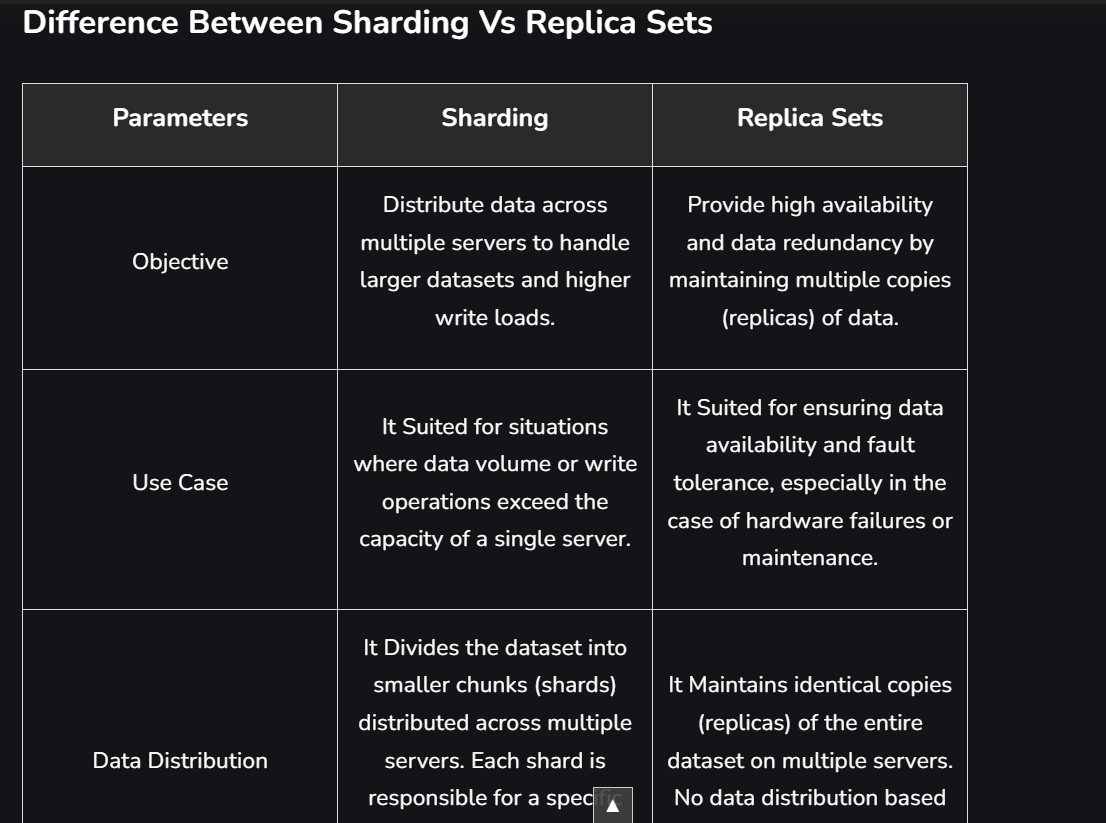 Difference Between Sharding Vs Replica Sets
Parameters
Sharding
Replica Sets
Objective
Distribute data across
multiple servers to handle
larger datasets and higher
write loads.
Provide high availability
and data redundancy by
maintaining multiple copies
(replicas) of data.
Use Case
It Suited for situations
where data volume or write
operations exceed the
capacity of a single server.
It Suited for ensuring data
availability and fault
tolerance, especially in the
case of hardware failures or
maintenance.
Data Distribution
It Divides the dataset into
smaller chunks (shards)
distributed across multiple
servers. Each shard is
responsible for a specific
It Maintains identical copies
(replicas) of the entire
dataset on multiple servers.
No data distribution based